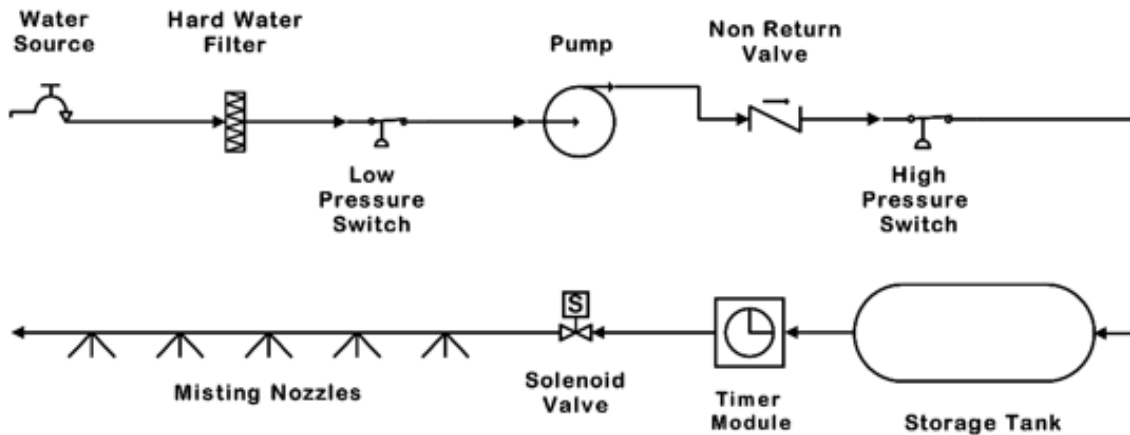 Water
Source
Hard Water
Filter
Pump
Non Return
Valve
Low
Pressure
Switch
High
Pressure
Switch
S
Misting Nozzles
Solenoid
Valve
Timer
Module
Storage Tank